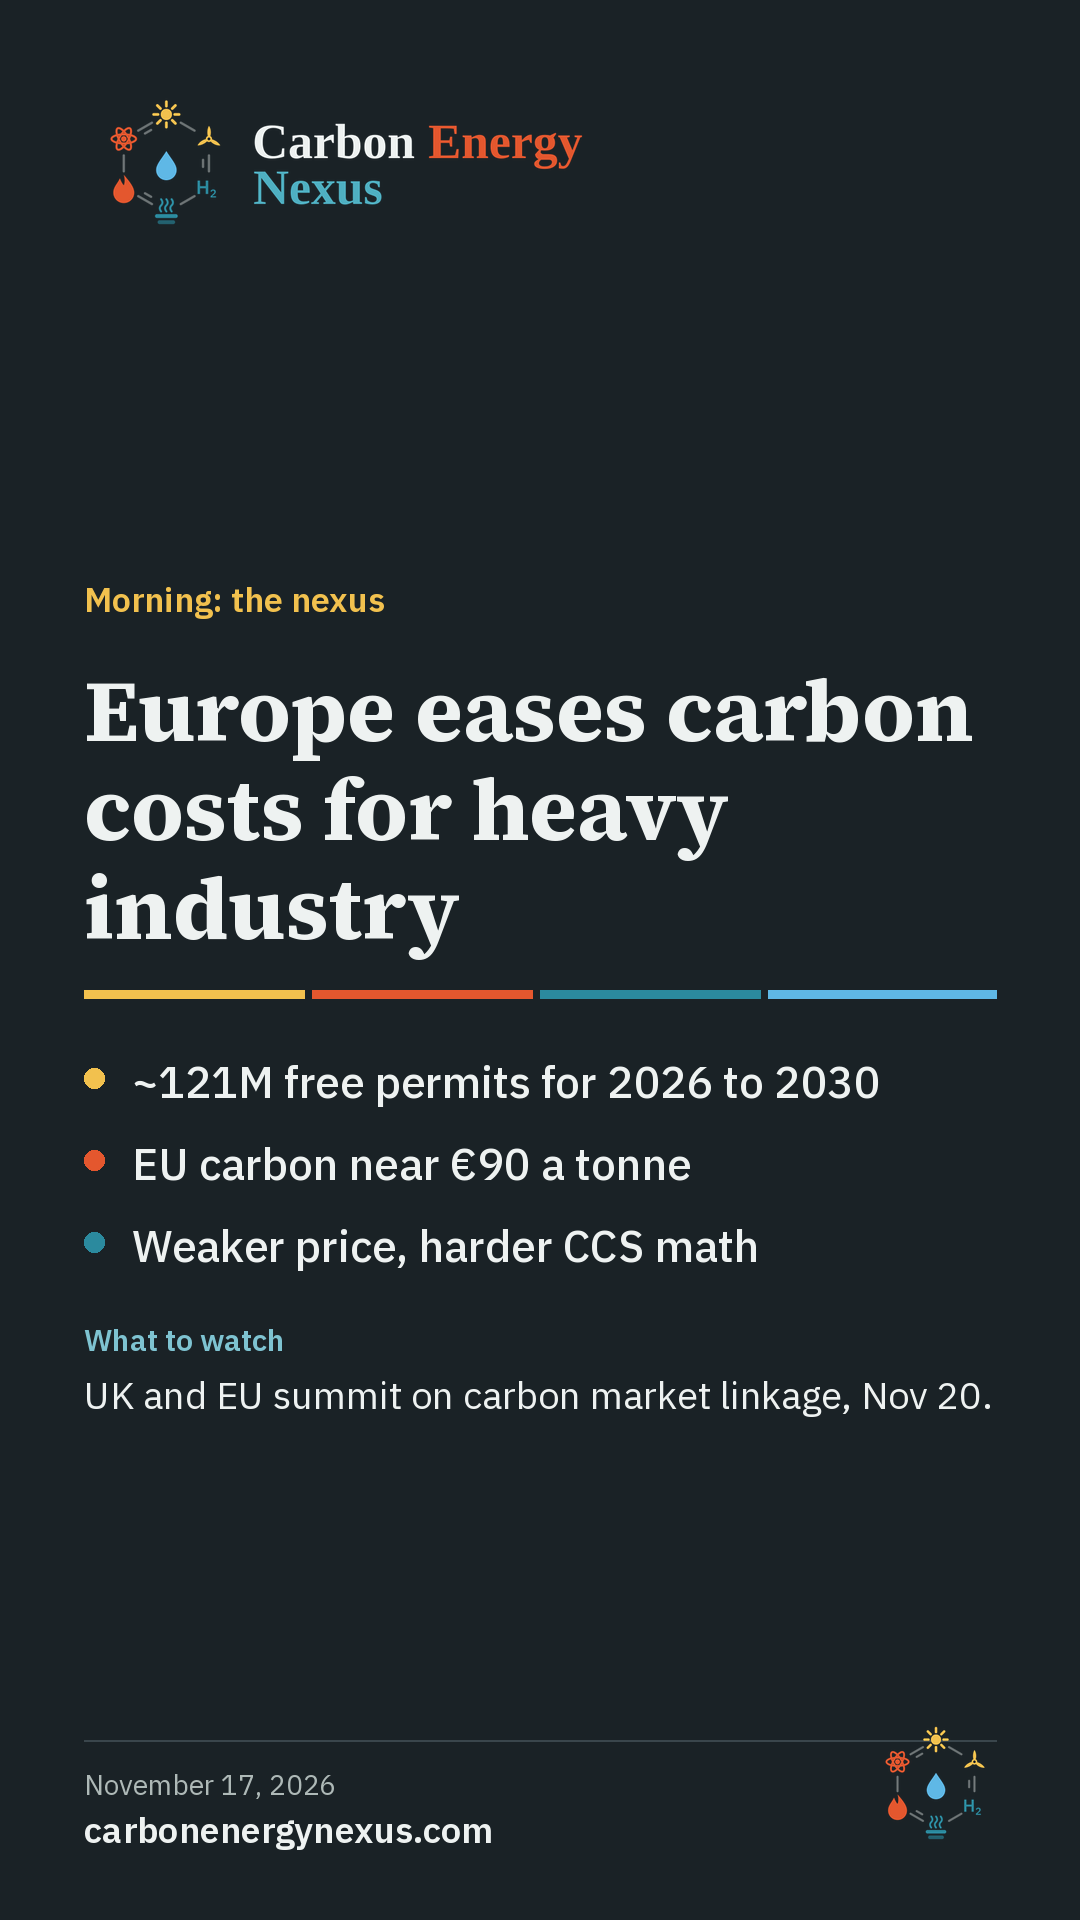 Carbon Energy
Nexus
H₂
Morning: the nexus
Europe eases carbon
costs for heavy
industry
~121M free permits for 2026 to 2030
EU carbon near €90 a tonne
Weaker price, harder CCS math
What to watch
UK and EU summit on carbon market linkage, Nov 20.
November 17, 2026
carbonenergynexus.com
H₂